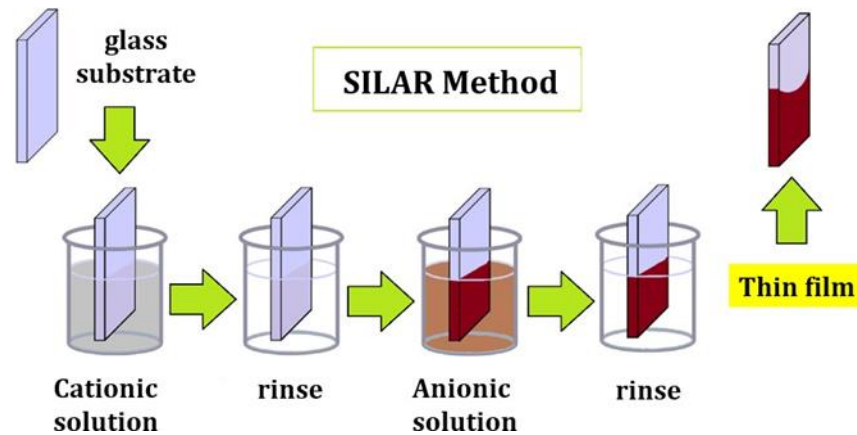 glass
substrate
SILAR Method
Thin film
Cationic
solution
rinse
Anionic
solution
rinse